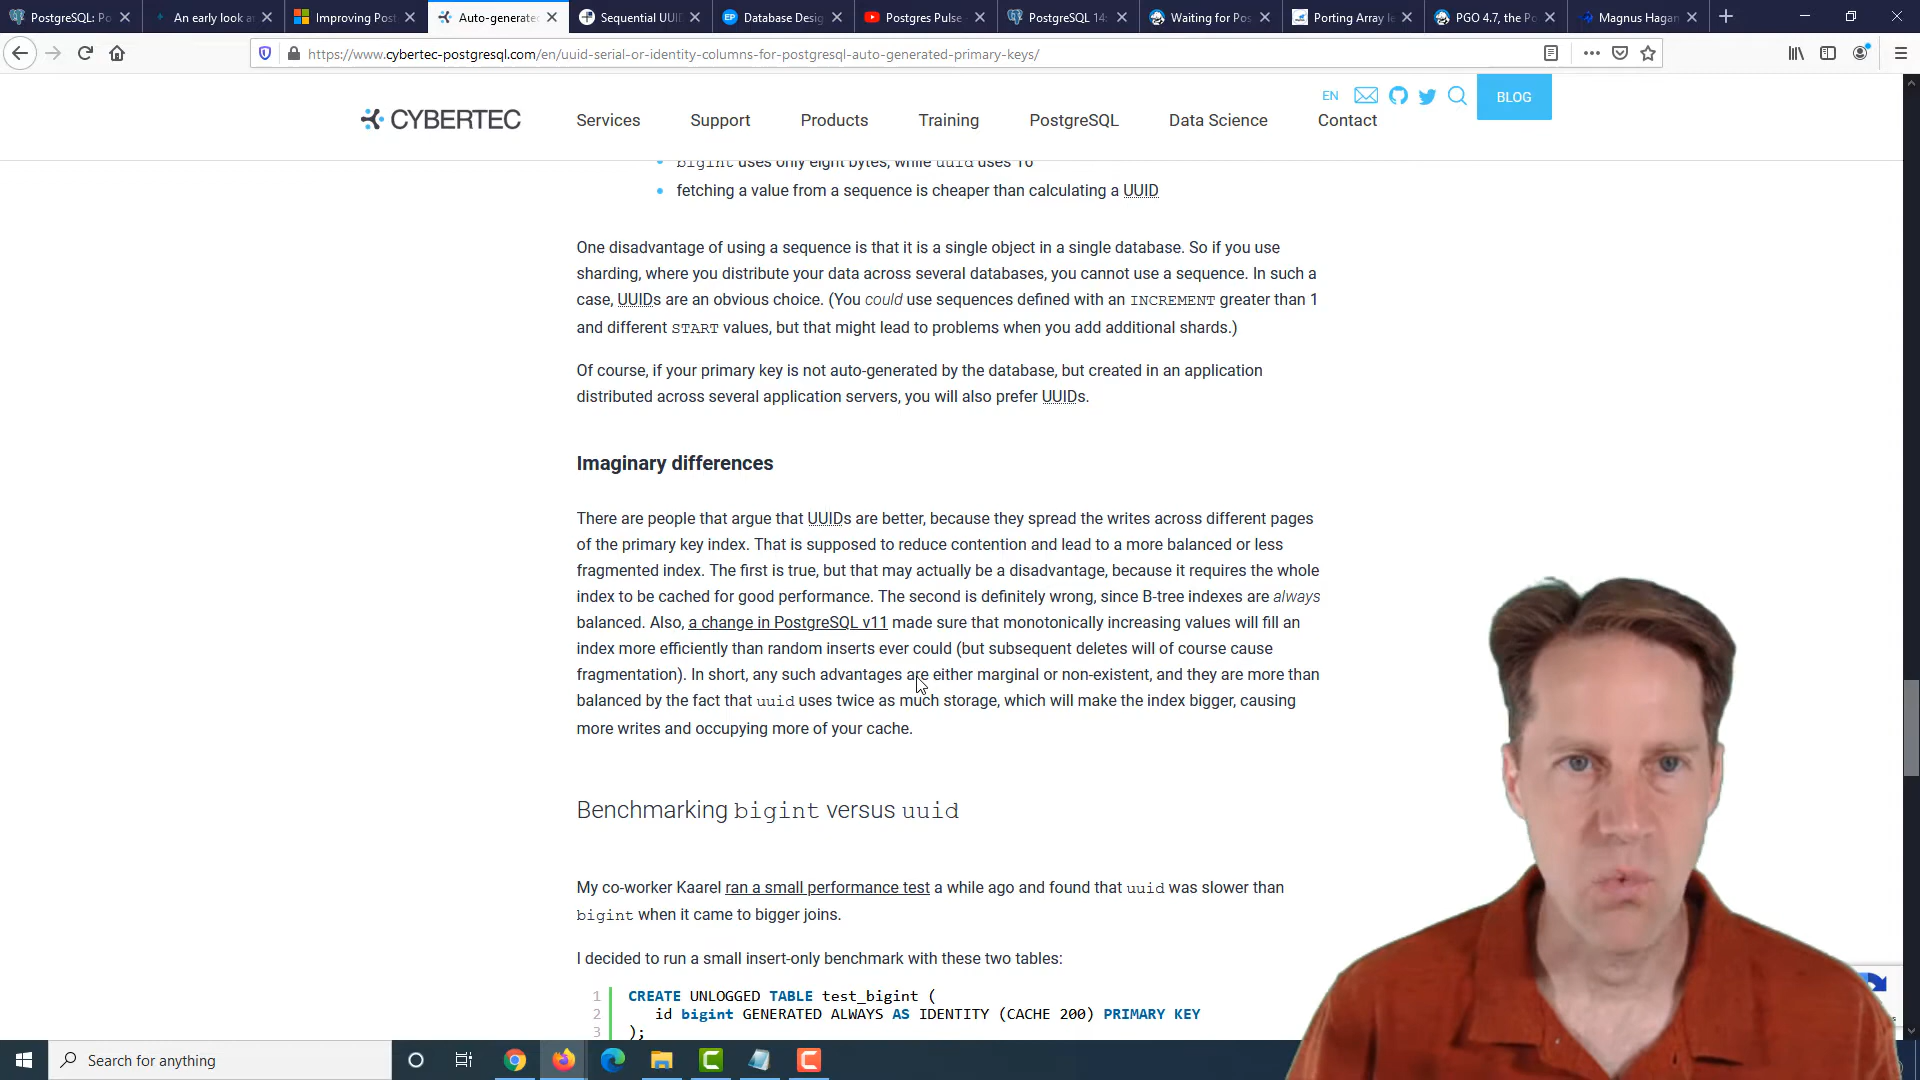 PostgreSQL: Po
An early look a
Improving Post
Auto-generate
Sequential UUI
Database Desig
Postgres Pulse
PostgreSQL 14:
Waiting for Pos
Porting Array le
PGO 4.7, the Po
Magnus Hagan
https://www.cybertec-postgresql.com/en/uuid-serial-or-identity-columns-for-postgresql-auto-generated-primary-keys/
EN
BLOG
CYBERTEC
Services
Support
Products
Training
PostgreSQL
Data Science
Contact
bigint uses only eight bytes, while uuid uses 16
fetching a value from a sequence is cheaper than calculating a UUID
One disadvantage of using a sequence is that it is a single object in a single database. So if you use
sharding, where you distribute your data across several databases, you cannot use a sequence. In such a
case, UUIDs are an obvious choice. (You could use sequences defined with an INCREMENT greater than 1
and different START values, but that might lead to problems when you add additional shards.)
Of course, if your primary key is not auto-generated by the database, but created in an application
distributed across several application servers, you will also prefer UUIDs.
Imaginary differences
There are people that argue that UUIDs are better, because they spread the writes across different pages
of the primary key index. That is supposed to reduce contention and lead to a more balanced or less
fragmented index. The first is true, but that may actually be a disadvantage, because it requires the whole
index to be cached for good performance. The second is definitely wrong, since B-tree indexes are always
balanced. Also, a change in PostgreSQL v11 made sure that monotonically increasing values will fill an
index more efficiently than random inserts ever could (but subsequent deletes will of course cause
fragmentation). In short, any such advantages are either marginal or non-existent, and they are more than
balanced by the fact that uuid uses twice as much storage, which will make the index bigger, causing
more writes and occupying more of your cache.
Benchmarking bigint versus uuid
My co-worker Kaarel ran a small performance test a while ago and found that uuid was slower than
bigint when it came to bigger joins.
I decided to run a small insert-only benchmark with these two tables:
1 CREATE UNLOGGED TABLE test_bigint (
2 id bigint GENERATED ALWAYS AS IDENTITY (CACHE 200) PRIMARY KEY
3 );
Search for anything